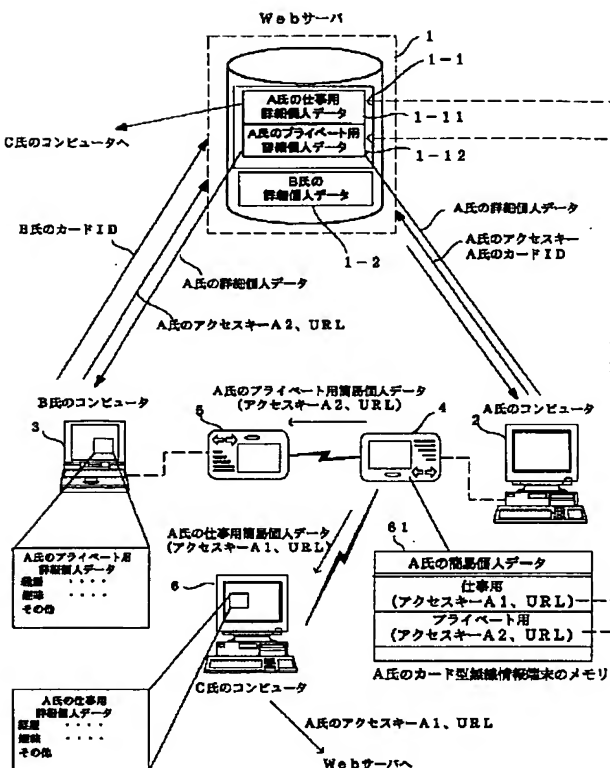 Webサーバ
1
1-1
A氏の仕事用
詳細個人データ
1-11
A氏のプライベート用
詳細個人データ
1-12
C氏のコンピュータへ
B氏の
詳細個人データ
1-2
B氏のカードID
A氏の詳細個人データ
A氏のアクセスキー
A氏のカードID
A氏の詳細個人データ
A氏のアクセスキーA2、URL
B氏のコンピュータ
3
A氏のプライベート用簡易個人データ
(アクセスキーA2、URL)
5
4
A氏のコンピュータ
2
A氏のプライベート用
詳細個人データ
経歴 ・・・・
趣味 ・・・・
その他
A氏の仕事用簡易個人データ
(アクセスキーA1、URL)
6
61
A氏の簡易個人データ
仕事用
(アクセスキーA1、URL)
プライベート用
(アクセスキーA2、URL)
A氏のカード型無線情報端末のメモリ
C氏のコンピュータ
A氏の仕事用
詳細個人データ
経歴 ・・・・
趣味 ・・・・
その他
A氏のアクセスキーA1、URL
Webサーバへ